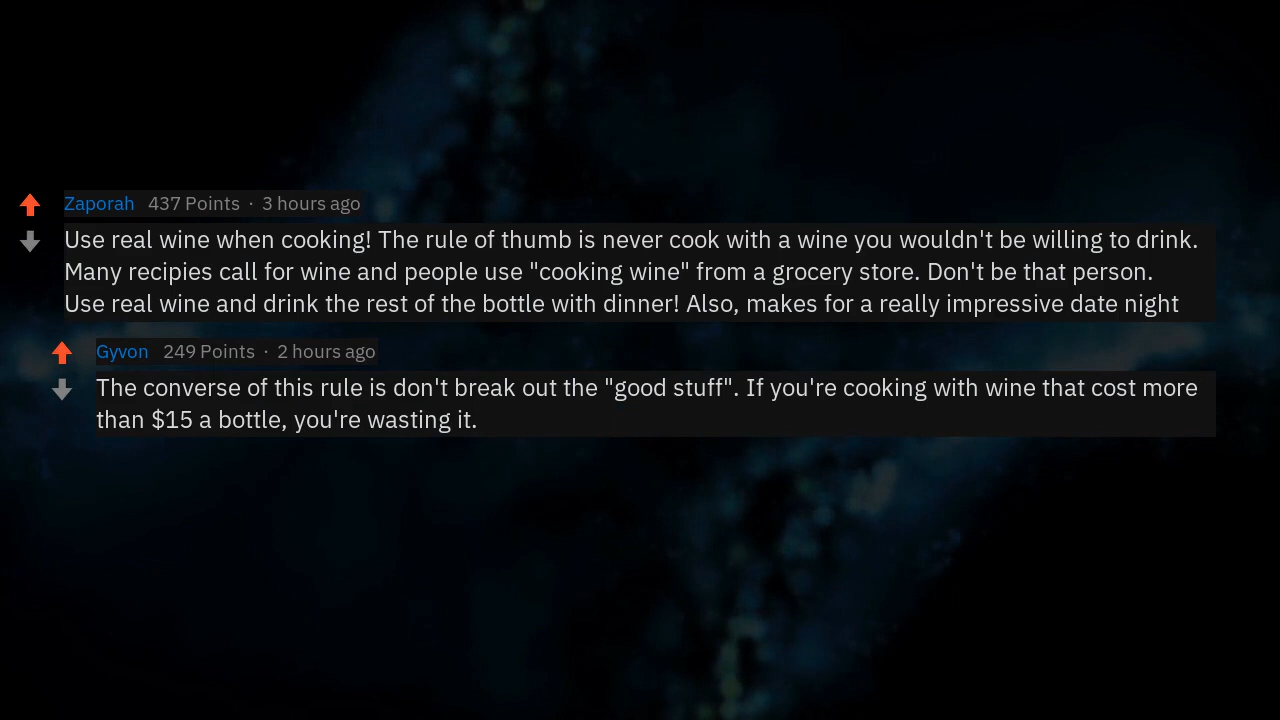 Zaporah 437 Points · 3 hours ago
Use real wine when cooking! The rule of thumb is never cook with a wine you wouldn't be willing to drink.
Many recipies call for wine and people use "cooking wine" from a grocery store. Don't be that person.
Use real wine and drink the rest of the bottle with dinner! Also, makes for a really impressive date night
Gyvon 249 Points · 2 hours ago
The converse of this rule is don't break out the "good stuff". If you're cooking with wine that cost more
than $15 a bottle, you're wasting it.